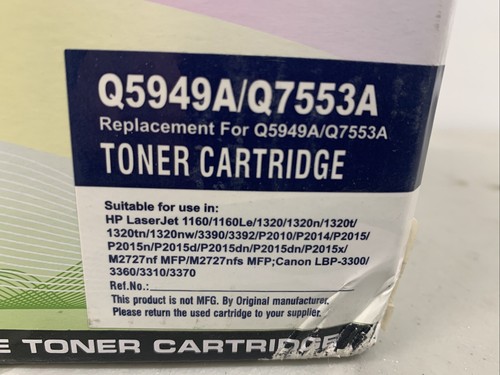 Q5949A/Q7553A
Replacement For Q5949A/Q7553A
TONER CARTRIDGE
Suitable for use in:
HP LaserJet 1160/1160Le/1320/1320n/1320t/
1320tn/1320nw/3390/3392/P2010/P2014/P2015/
P2015n/P2015d/P2015dn/P2015dn/P2015x/
M2727nf MFP/M2727nfs MFP;Canon LBP-3300/
3360/3310/3370
Ref.No.:
This product is not MFG. By Original manufacturer.
Please return the used cartridge to your supplier.
E TONER CARTRIDGE